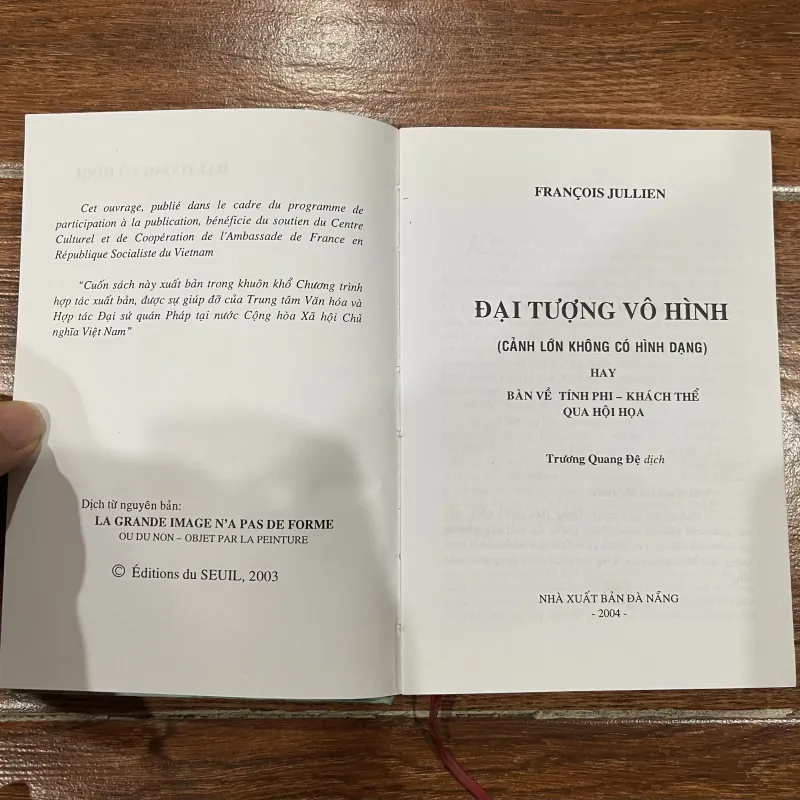 Cet ouvrage, publié dans le cadre du programme de
participation à la publication, bénéficie du soutien du Centre
Culturel et de Coopération de l'Ambassade de France en
République Socialiste du Vietnam
"Cuốn sách này xuất bản trong khuôn khổ Chương trình
hợp tác xuất bản, được sự giúp đỡ của Trung tâm Văn hóa và
Hợp tác Đại sứ quán Pháp tại nước Cộng hòa Xã hội Chủ
nghĩa Việt Nam"
Dịch từ nguyên bản:
LA GRANDE IMAGE N'A PAS DE FORME
OU DU NON – OBJET PAR LA PEINTURE
© Éditions du SEUIL, 2003
FRANÇOIS JULLIEN
ĐẠI TƯỢNG VÔ HÌNH
(CẢNH LỚN KHÔNG CÓ HÌNH DẠNG)
HAY
BÀN VỀ TÍNH PHI – KHÁCH THỂ
QUA HỘI HỌA
Trương Quang Đệ dịch
NHÀ XUẤT BẢN ĐÀ NẴNG
- 2004 -